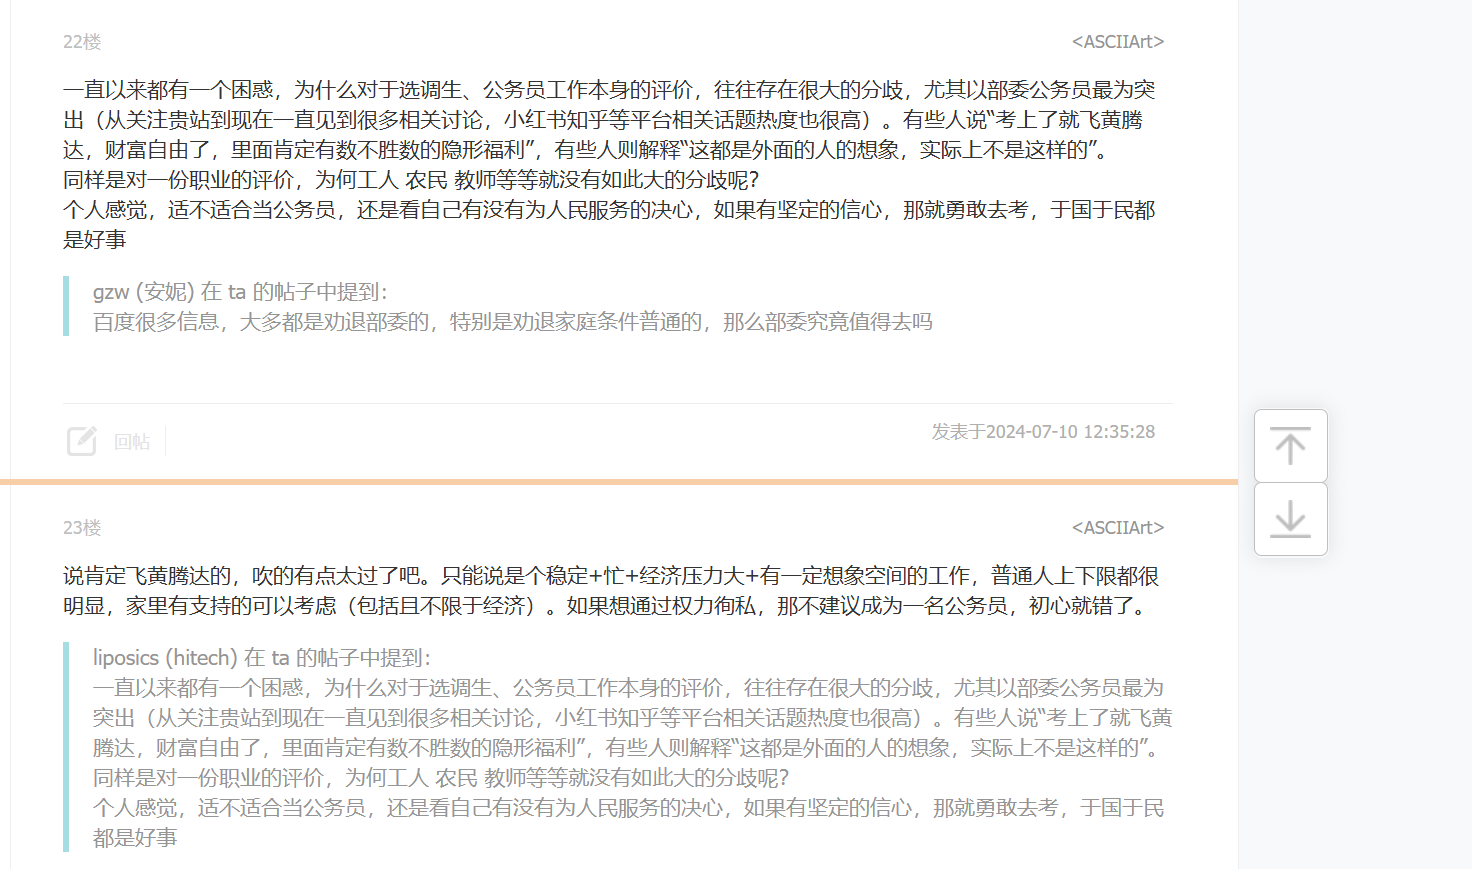 22楼
<ASCIIArt>
一直以来都有一个困惑，为什么对于选调生、公务员工作本身的评价，往往存在很大的分歧，尤其以部委公务员最为突
出（从关注贵站到现在一直见到很多相关讨论，小红书知乎等平台相关话题热度也很高）。有些人说“考上了就飞黄腾
达，财富自由了，里面肯定有数不胜数的隐形福利”，有些人则解释“这都是外面的人的想象，实际上不是这样的”。
同样是对一份职业的评价，为何工人 农民 教师等等就没有如此大的分歧呢？
个人感觉，适不适合当公务员，还是看自己有没有为人民服务的决心，如果有坚定的信心，那就勇敢去考，于国于民都
是好事
gzw (安妮) 在 ta 的帖子中提到：
百度很多信息，大多都是劝退部委的，特别是劝退家庭条件普通的，那么部委究竟值得去吗
回帖
发表于2024-07-10 12:35:28
23楼
<ASCIIArt>
说肯定飞黄腾达的，吹的有点太过了吧。只能说是个稳定+忙+经济压力大+有一定想象空间的工作，普通人上下限都很
明显，家里有支持的可以考虑（包括且不限于经济）。如果想通过权力徇私，那不建议成为一名公务员，初心就错了。
liposics (hitech) 在 ta 的帖子中提到：
一直以来都有一个困惑，为什么对于选调生、公务员工作本身的评价，往往存在很大的分歧，尤其以部委公务员最为
突出（从关注贵站到现在一直见到很多相关讨论，小红书知乎等平台相关话题热度也很高）。有些人说“考上了就飞黄
腾达，财富自由了，里面肯定有数不胜数的隐形福利”，有些人则解释“这都是外面的人的想象，实际上不是这样的”。
同样是对一份职业的评价，为何工人 农民 教师等等就没有如此大的分歧呢？
个人感觉，适不适合当公务员，还是看自己有没有为人民服务的决心，如果有坚定的信心，那就勇敢去考，于国于民
都是好事